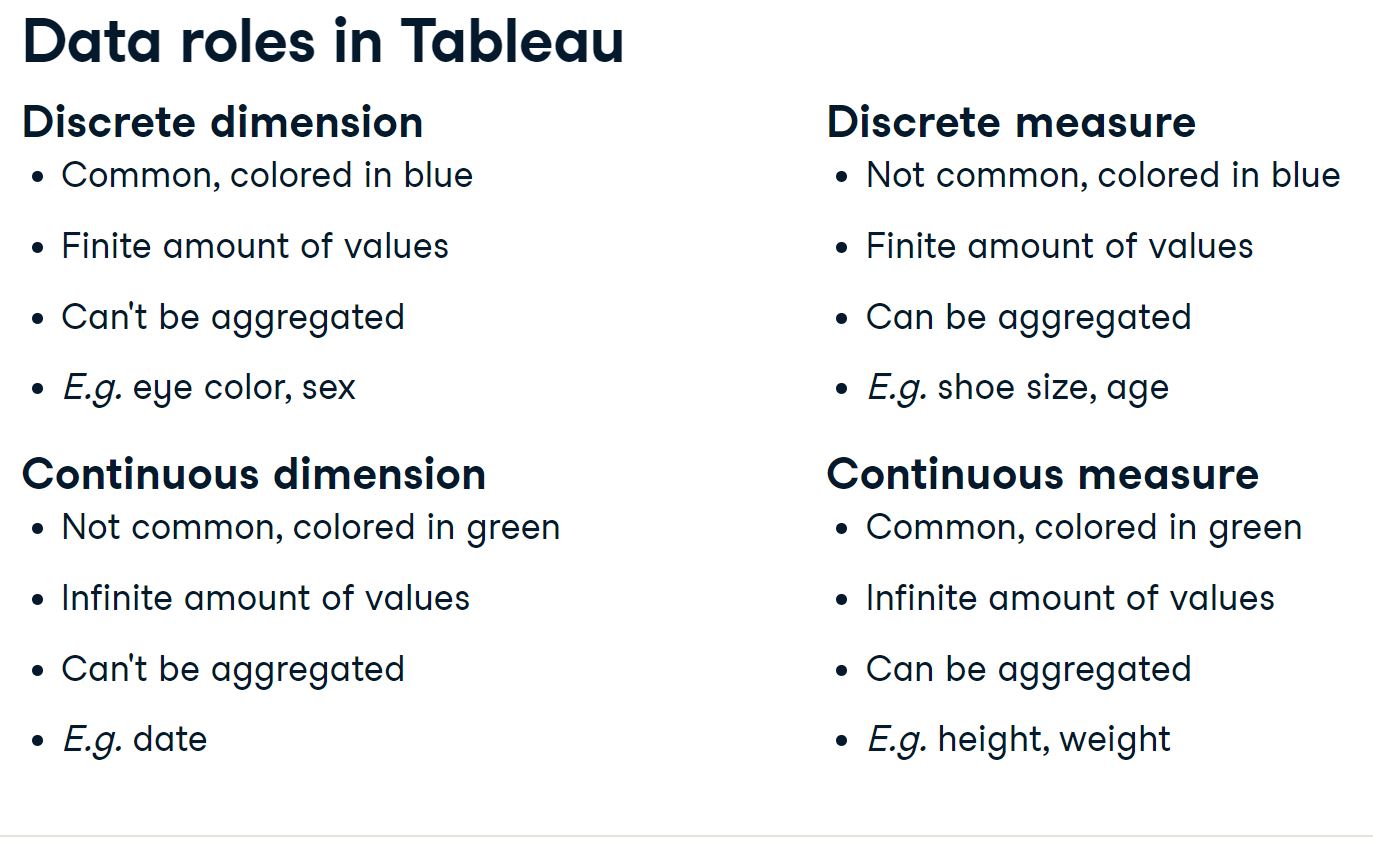 Data roles in Tableau
Discrete dimension
• Common, colored in blue
• Finite amount of values
• Can't be aggregated
• E.g. eye color, sex
Discrete measure
• Not common, colored in blue
• Finite amount of values
• Can be aggregated
• E.g. shoe size, age
Continuous dimension
• Not common, colored in green
• Infinite amount of values
• Can't be aggregated
• E.g. date
Continuous measure
• Common, colored in green
• Infinite amount of values
• Can be aggregated
• E.g. height, weight